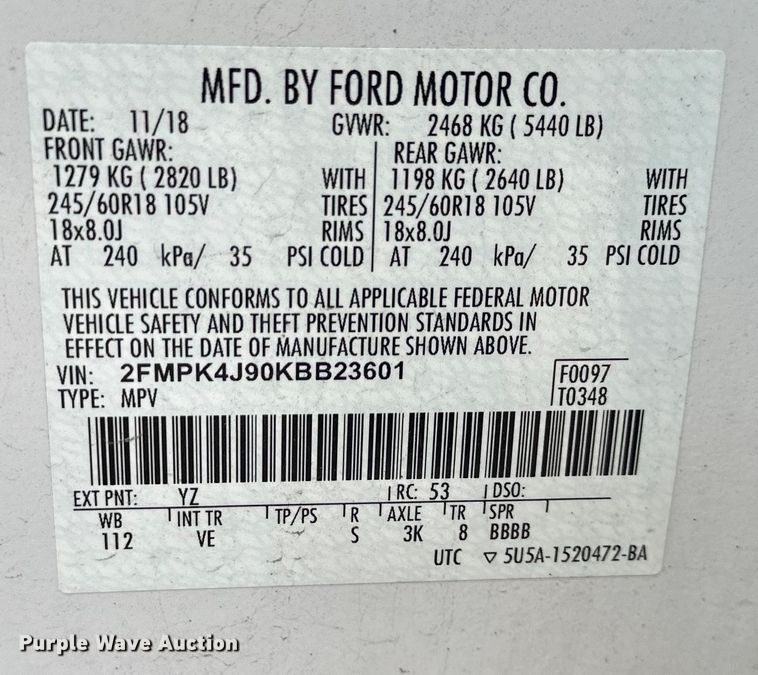 MFD. BY FORD MOTOR CO.
DATE: 11/18 GVWR: 2468 KG ( 5440 LB)
FRONT GAWR: REAR GAWR:
1279 KG ( 2820 LB) WITH 1198 KG ( 2640 LB) WITH
245/60R18 105V TIRES 245/60R18 105V TIRES
18x8.0J RIMS 18x8.0J RIMS
AT 240 kPa/ 35 PSI COLD AT 240 kPa/ 35 PSI COLD
THIS VEHICLE CONFORMS TO ALL APPLICABLE FEDERAL MOTOR
VEHICLE SAFETY AND THEFT PREVENTION STANDARDS IN
EFFECT ON THE DATE OF MANUFACTURE SHOWN ABOVE.
VIN: 2FMPK4J90KBB23601 F0097
TYPE: MPV T0348
EXT PNT: YZ RC: 53 DSO:
WB INT TR TP/PS R AXLE TR SPR
112 VE S 3K 8 BBBB
UTC ▽ 5U5A-1520472-BA
Purple Wave Auction